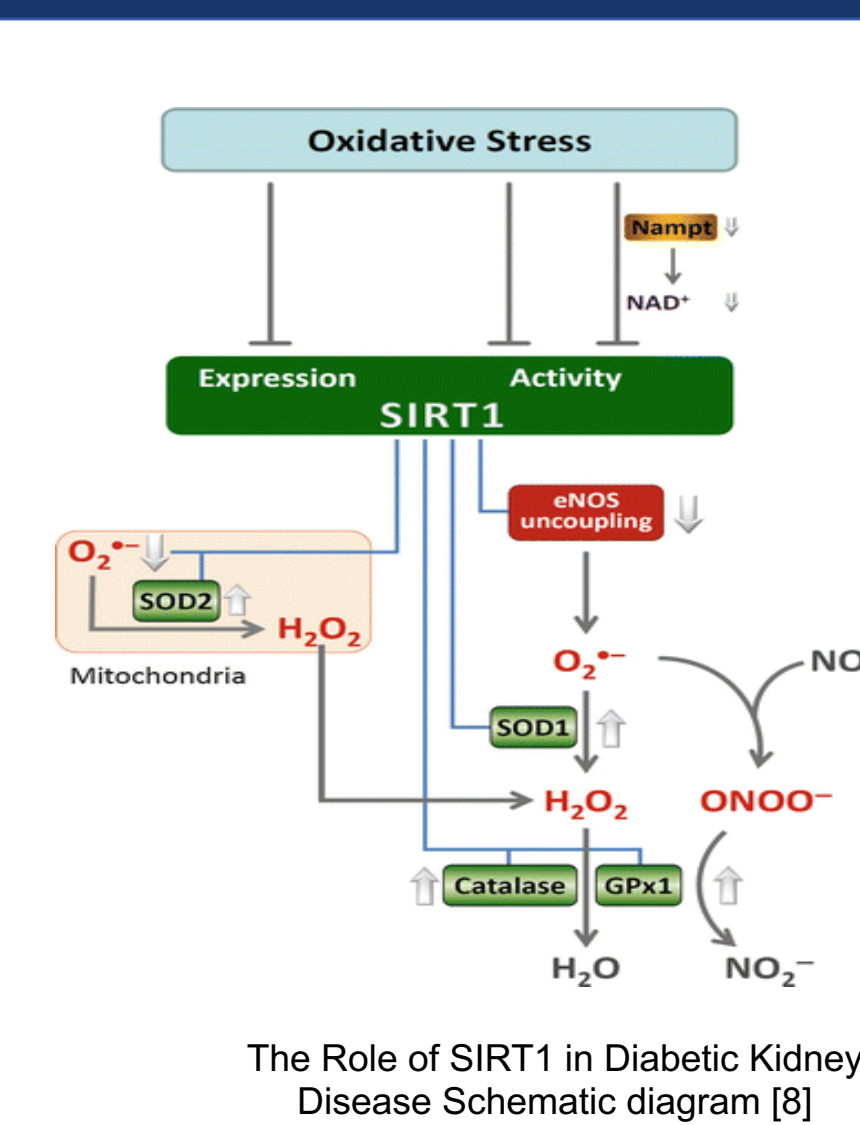 Oxidative Stress
Nampt
NAD⁺
Expression Activity
SIRT1
eNOS
uncoupling
O₂•−
SOD2
H₂O₂
Mitochondria
O₂•−
NO
SOD1
H₂O₂
ONOO−
Catalase
GPx1
H₂O
NO₂−
The Role of SIRT1 in Diabetic Kidney
Disease Schematic diagram [8]